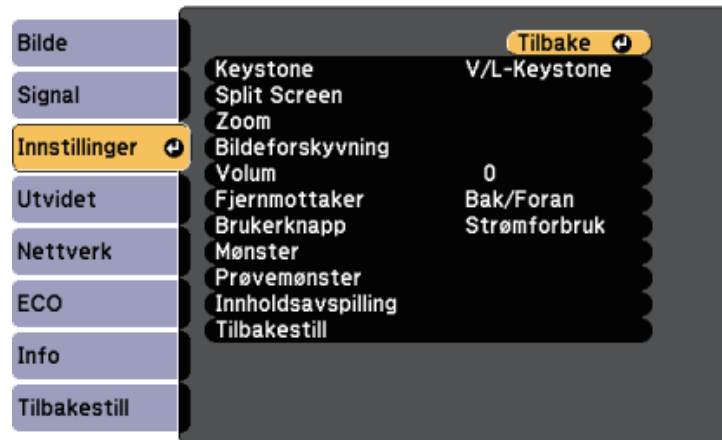 Bilde
Signal
Innstillinger
Utvidet
Nettverk
ECO
Info
Tilbakestill
Tilbake
Keystone V/L-Keystone
Split Screen
Zoom
Bildeforskyvning
Volum 0
Fjernmottaker Bak/Foran
Brukerknapp Strømforbruk
Mønster
Prøvemønster
Innholdsavspilling
Tilbakestill